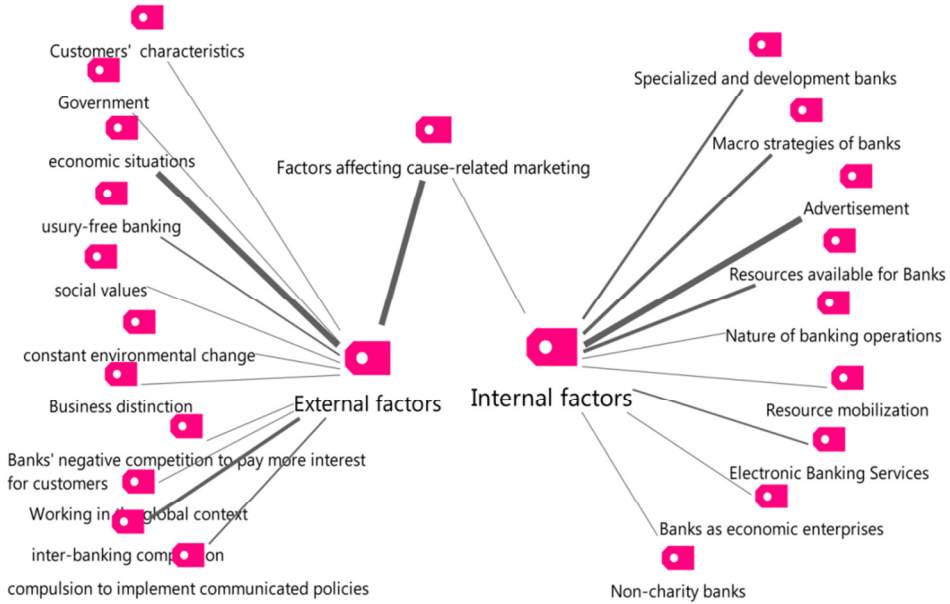 Customers' characteristics
Government
economic situations
usury-free banking
social values
constant environmental change
Business distinction
Banks' negative competition to pay more interest
for customers
Working in global context
inter-banking
compulsion to implement communicated policies
External factors
Factors affecting cause-related marketing
Internal factors
Specialized and development banks
Macro strategies of banks
Advertisement
Resources available for Banks
Nature of banking operations
Resource mobilization
Electronic Banking Services
Banks as economic enterprises
Non-charity banks